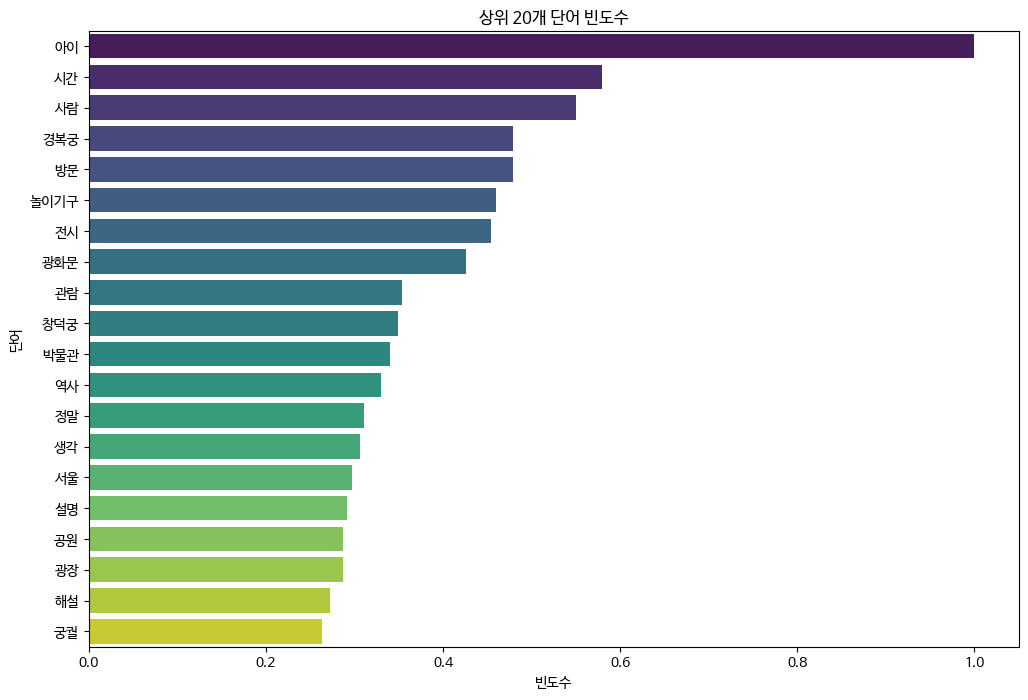 상위 20개 단어 빈도수
아이
시간
사람
경복궁
방문
놀이기구
전시
광화문
관람
창덕궁
박물관
역사
정말
생각
서울
설명
공원
광장
해설
궁궐
단어
0.0 0.2 0.4 0.6 0.8 1.0
빈도수